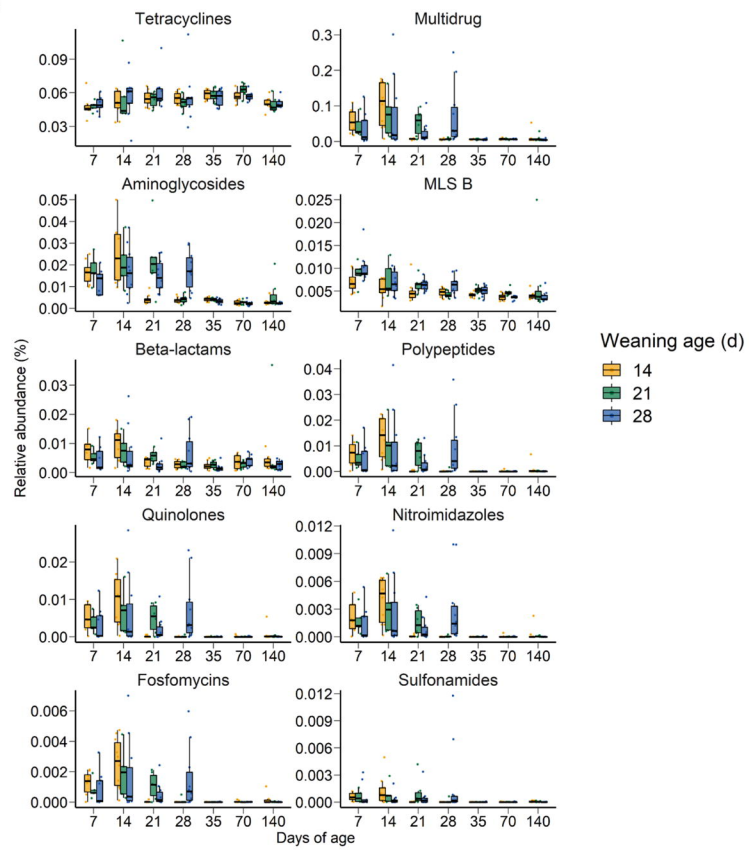 Tetracyclines
Multidrug
0.09
0.06
0.03
7 14 21 28 35 70 140
0.3
0.2
0.1
0.0
7 14 21 28 35 70 140
Aminoglycosides
MLS B
0.05
0.04
0.03
0.02
0.01
0.00
7 14 21 28 35 70 140
0.025
0.020
0.015
0.010
0.005
7 14 21 28 35 70 140
Beta-lactams
Polypeptides
0.03
0.02
0.01
0.00
7 14 21 28 35 70 140
0.04
0.03
0.02
0.01
0.00
7 14 21 28 35 70 140
Quinolones
Nitroimidazoles
0.02
0.01
0.00
7 14 21 28 35 70 140
0.012
0.009
0.006
0.003
0.000
7 14 21 28 35 70 140
Fosfomycins
Sulfonamides
0.006
0.004
0.002
0.000
7 14 21 28 35 70 140
0.012
0.009
0.006
0.003
0.000
7 14 21 28 35 70 140
Relative abundance (%)
Days of age
Weaning age (d)
14
21
28